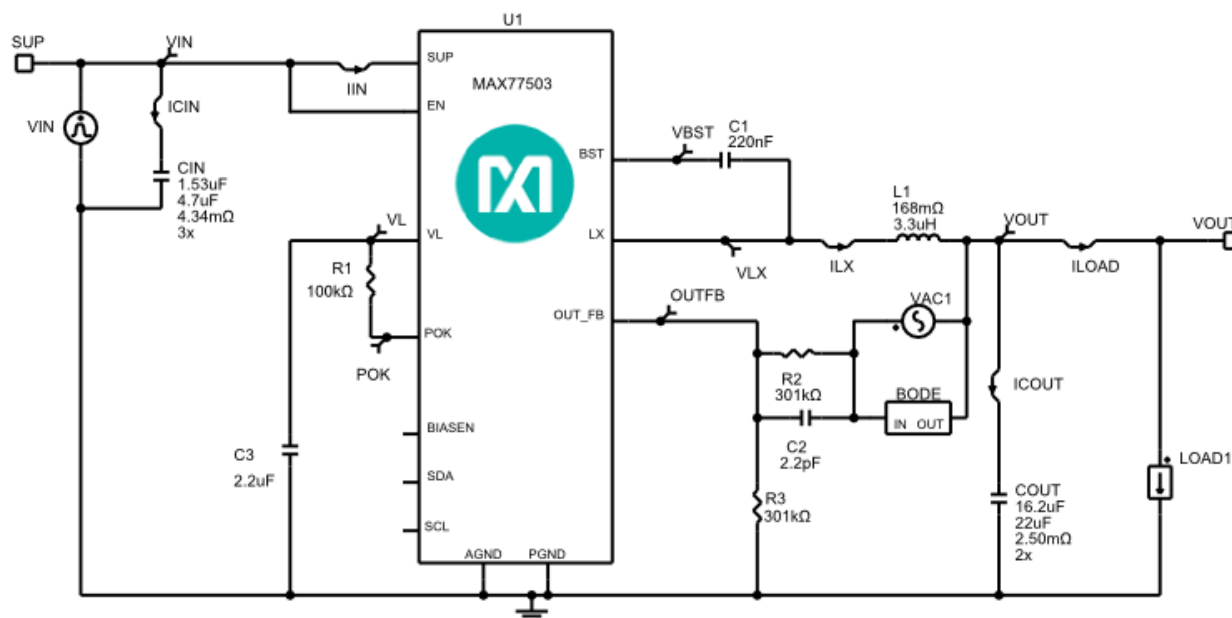 U1
SUP
VIN
IIN
SUP
EN
MAX77503
ICIN
VIN
CIN
1.53uF
4.7uF
4.34mΩ
3x
VBST
C1
220nF
BST
L1
168mΩ
3.3uH
VL
VL
LX
VLX
ILX
VOUT
ILOAD
VOUT
R1
100kΩ
OUTFB
OUT_FB
VAC1
POK
POK
R2
301kΩ
BODE
IN OUT
C2
2.2pF
ICOUT
BIASEN
C3
2.2uF
SDA
SCL
R3
301kΩ
COUT
16.2uF
22uF
2.50mΩ
2x
LOAD1
AGND
PGND